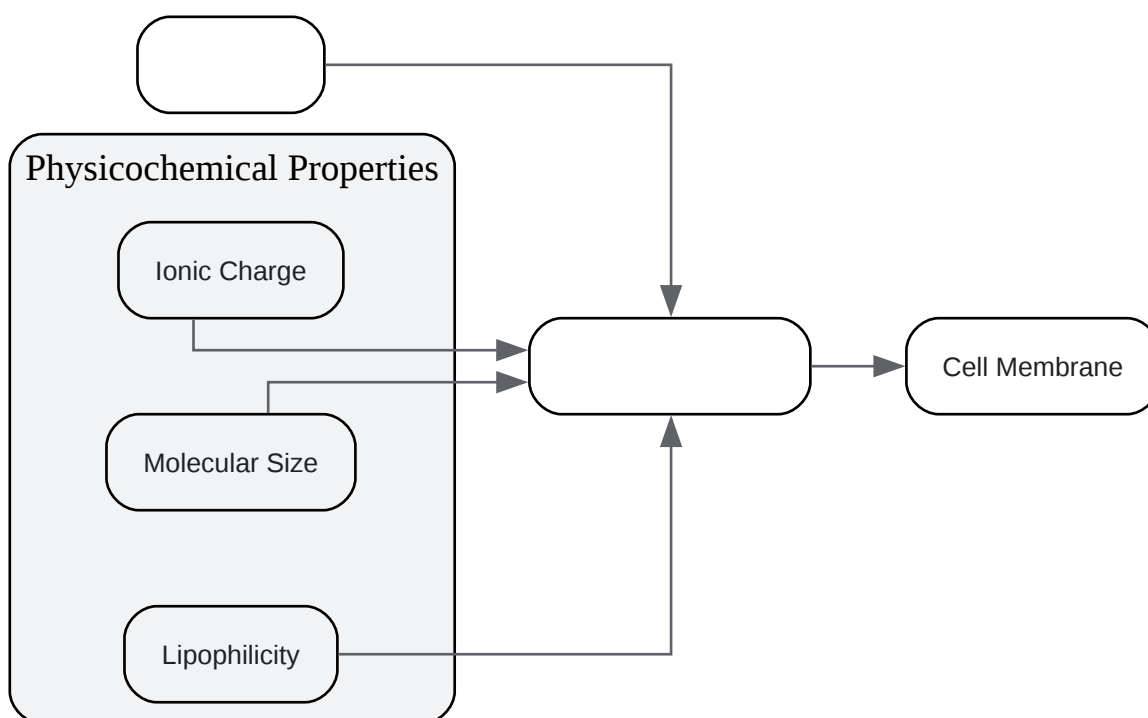 Physicochemical Properties
Ionic Charge
Molecular Size
Lipophilicity
Cell Membrane